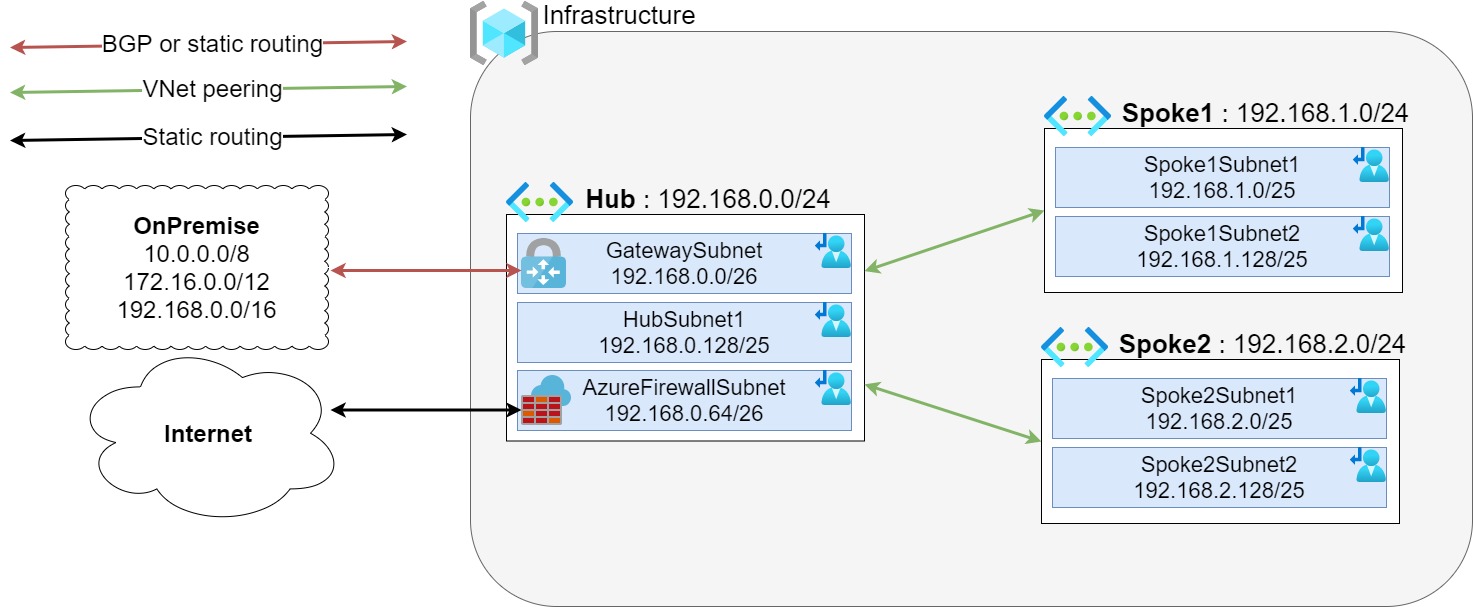 Infrastructure
BGP or static routing
VNet peering
Static routing
OnPremise
10.0.0.0/8
172.16.0.0/12
192.168.0.0/16
Internet
Hub : 192.168.0.0/24
GatewaySubnet
192.168.0.0/26
HubSubnet1
192.168.0.128/25
AzureFirewallSubnet
192.168.0.64/26
Spoke1 : 192.168.1.0/24
Spoke1Subnet1
192.168.1.0/25
Spoke1Subnet2
192.168.1.128/25
Spoke2 : 192.168.2.0/24
Spoke2Subnet1
192.168.2.0/25
Spoke2Subnet2
192.168.2.128/25